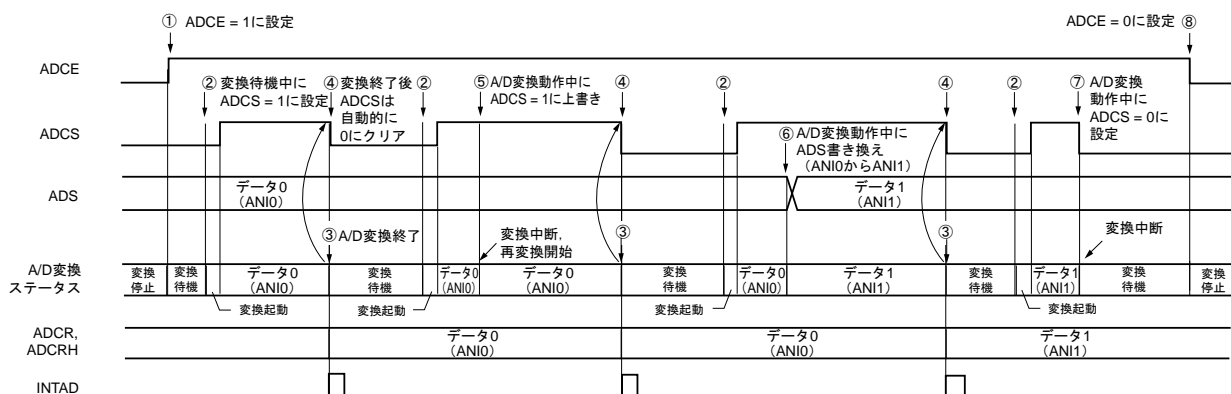 ① ADCE = 1に設定
ADCE = 0に設定 ⑧
ADCE
② 変換待機中に
ADCS = 1に設定
④ 変換終了後
ADCSは
自動的に
0にクリア
②
⑤ A/D変換動作中に
ADCS = 1に上書き
④
②
④
②
⑦ A/D変換
動作中に
ADCS = 0に
設定
ADCS
⑥ A/D変換動作中に
ADS書き換え
(ANI0からANI1)
ADS
データ0
(ANI0)
データ1
(ANI1)
③ A/D変換終了
変換中断,
再変換開始
③
③
変換中断
A/D変換
ステータス
変換
停止
変換
待機
データ0
(ANI0)
変換
待機
データ0
(ANI0)
データ0
(ANI0)
変換
待機
データ0
(ANI0)
データ1
(ANI1)
変換
待機
データ1
(ANI1)
変換
待機
変換
停止
変換起動
変換起動
変換起動
変換起動
ADCR,
ADCRH
データ0
(ANI0)
データ0
(ANI0)
データ1
(ANI1)
INTAD